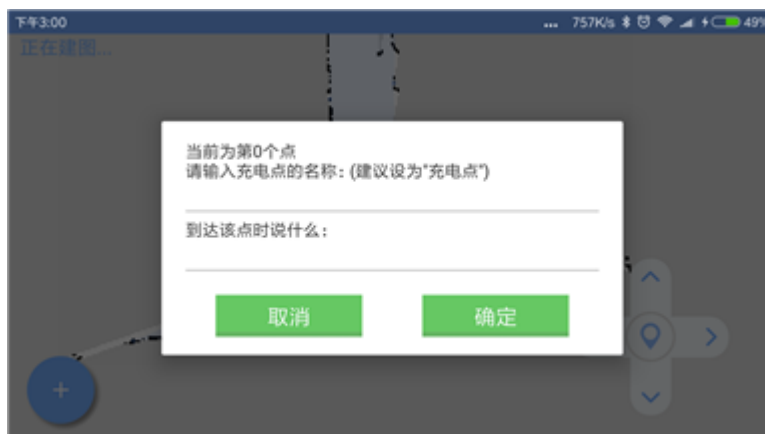 下午3:00
... 757K/s 49%
正在建图...
当前为第0个点
请输入充电点的名称：(建议设为"充电点")
到达该点时说什么：
取消
确定